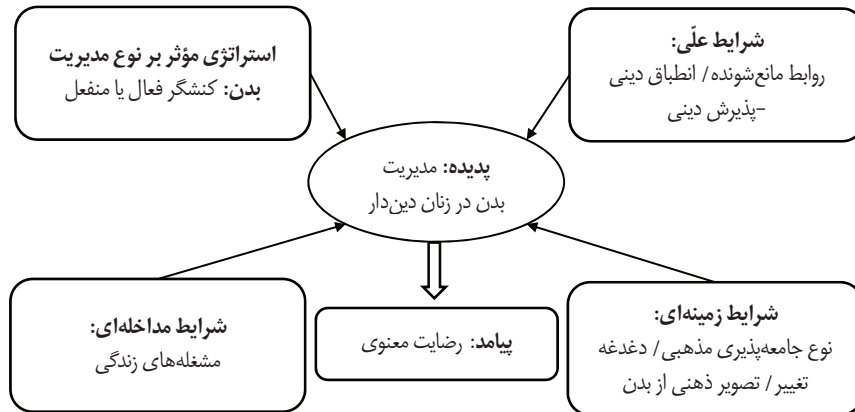 شرایط علّی:
روابط مانع‌شونده/ انطباق دینی
-پذیرش دینی
استراتژی مؤثر بر نوع مدیریت
بدن: کنشگر فعال یا منفعل
پدیده: مدیریت
بدن در زنان دین‌دار
شرایط زمینه‌ای:
نوع جامعه‌پذیری مذهبی/ دغدغه
تغییر/ تصویر ذهنی از بدن
پیامد: رضایت معنوی
شرایط مداخله‌ای:
مشغله‌های زندگی